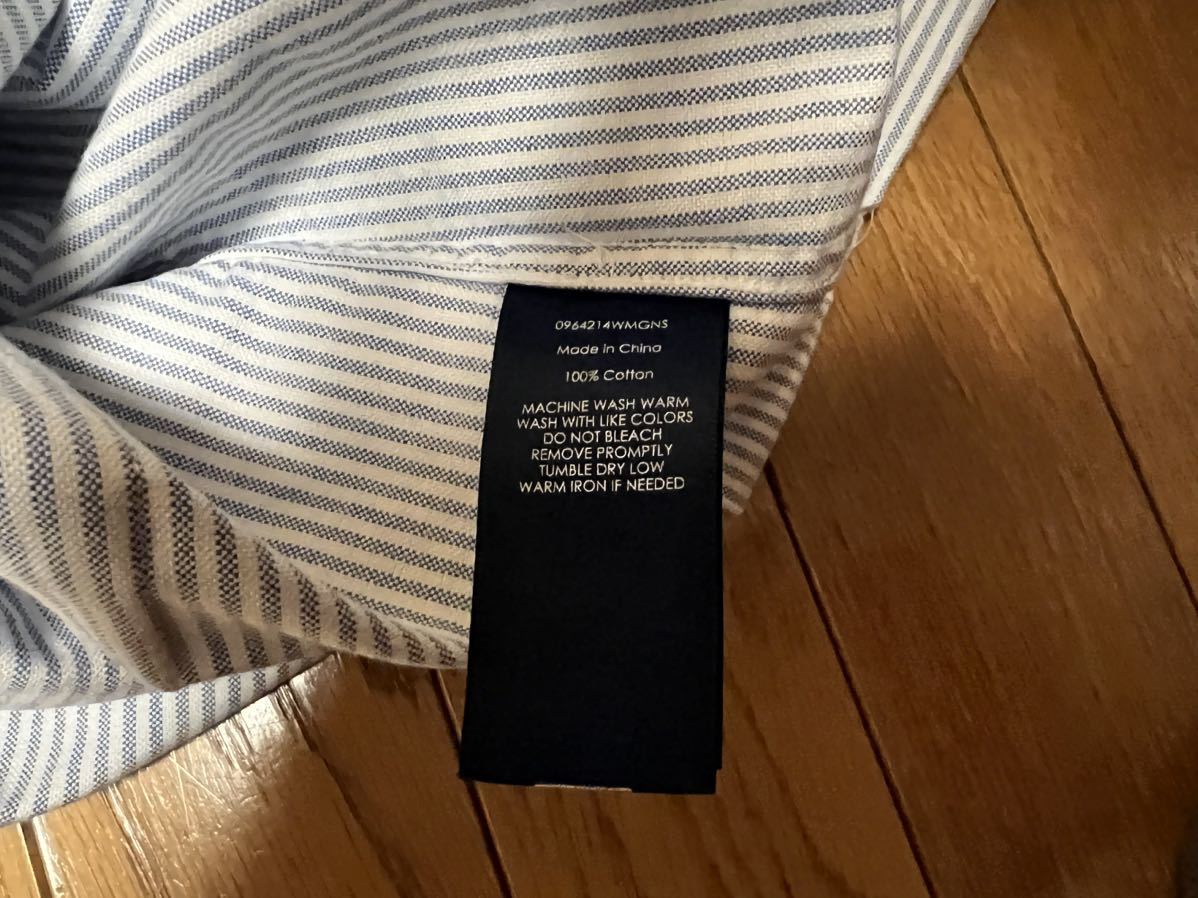 0964214WMGNS
Made in China
100% Cotton
MACHINE WASH WARM
WASH WITH LIKE COLORS
DO NOT BLEACH
REMOVE PROMPTLY
TUMBLE DRY LOW
WARM IRON IF NEEDED